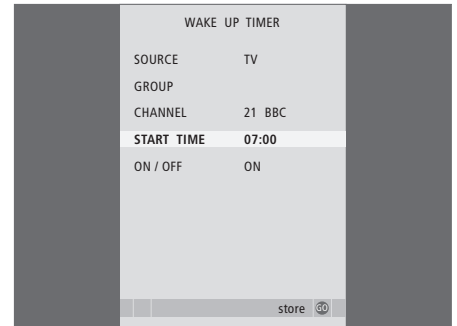 WAKE UP TIMER
SOURCE TV
GROUP
CHANNEL 21 BBC
START TIME 07:00
ON / OFF ON
store GO